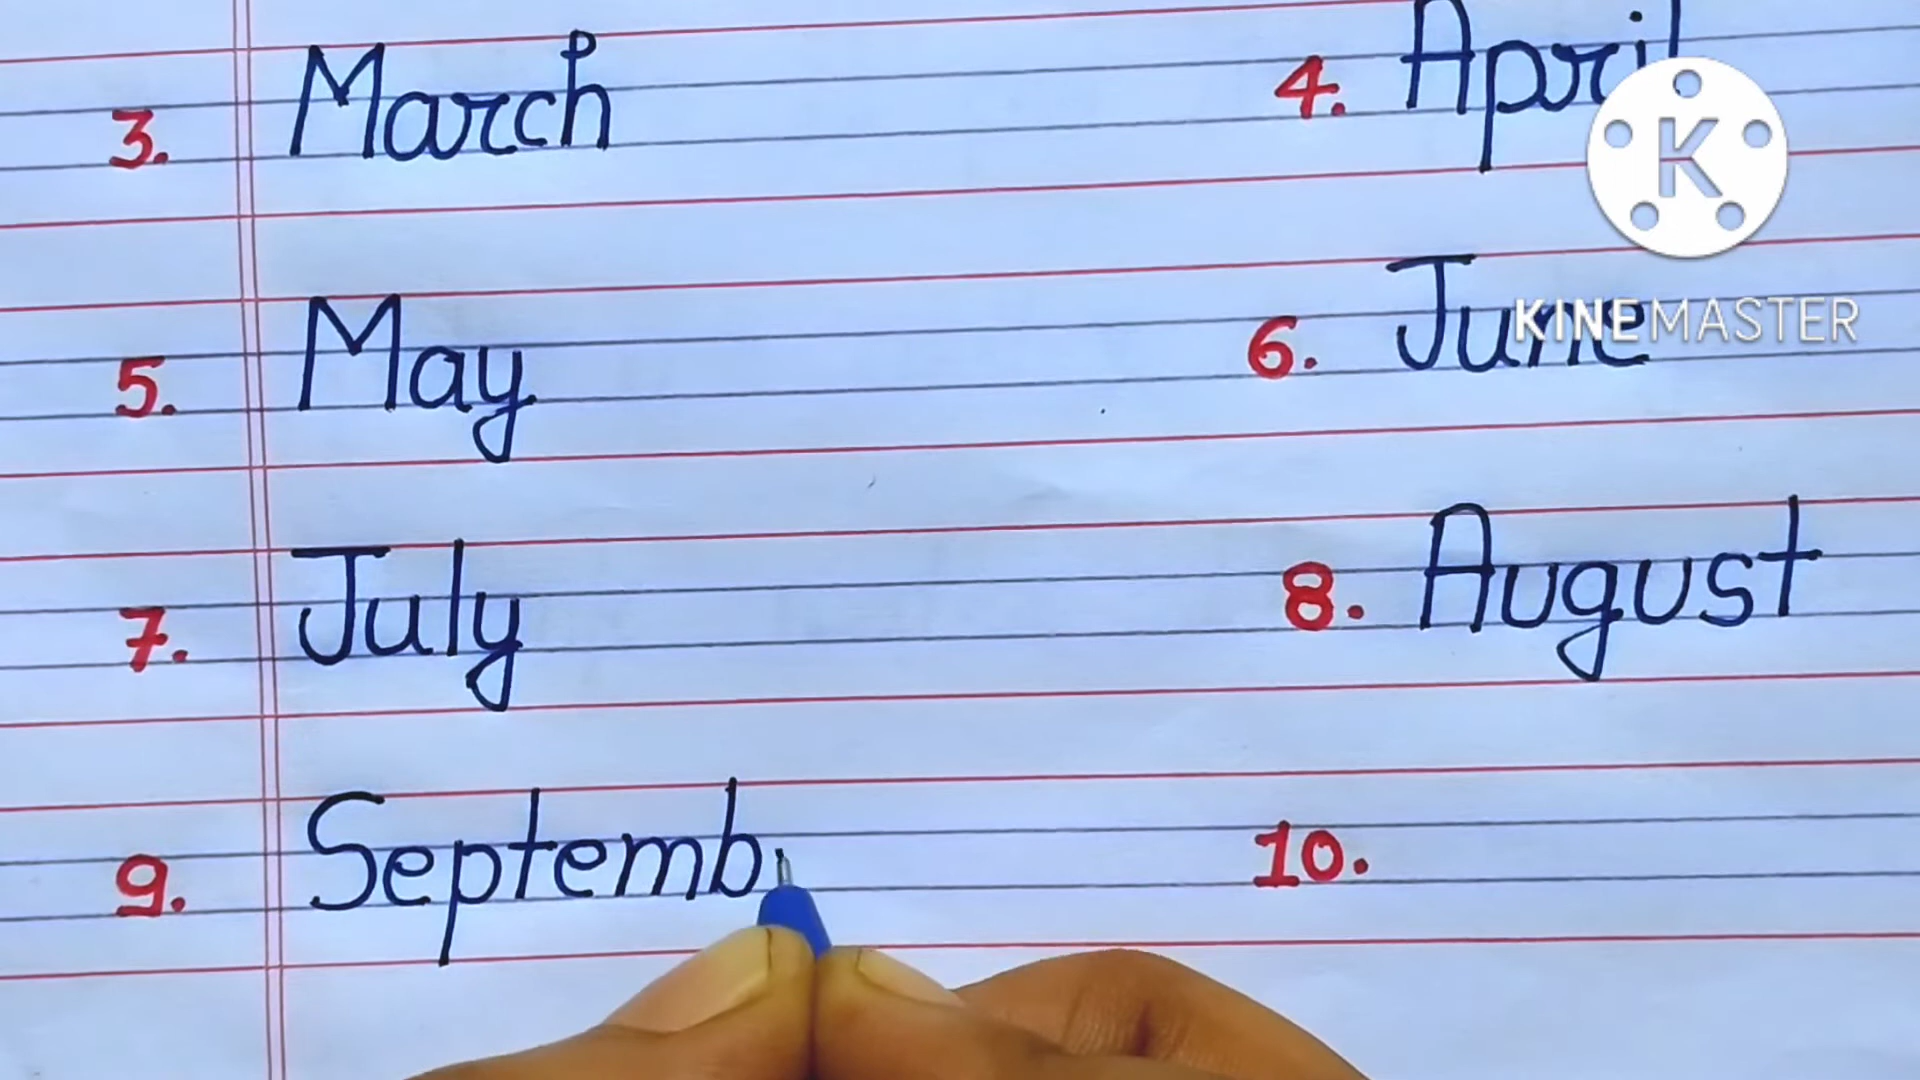 3. March 4. April
5. May 6. June
KINEMASTER
7. July 8. August
9. Septemb 10.